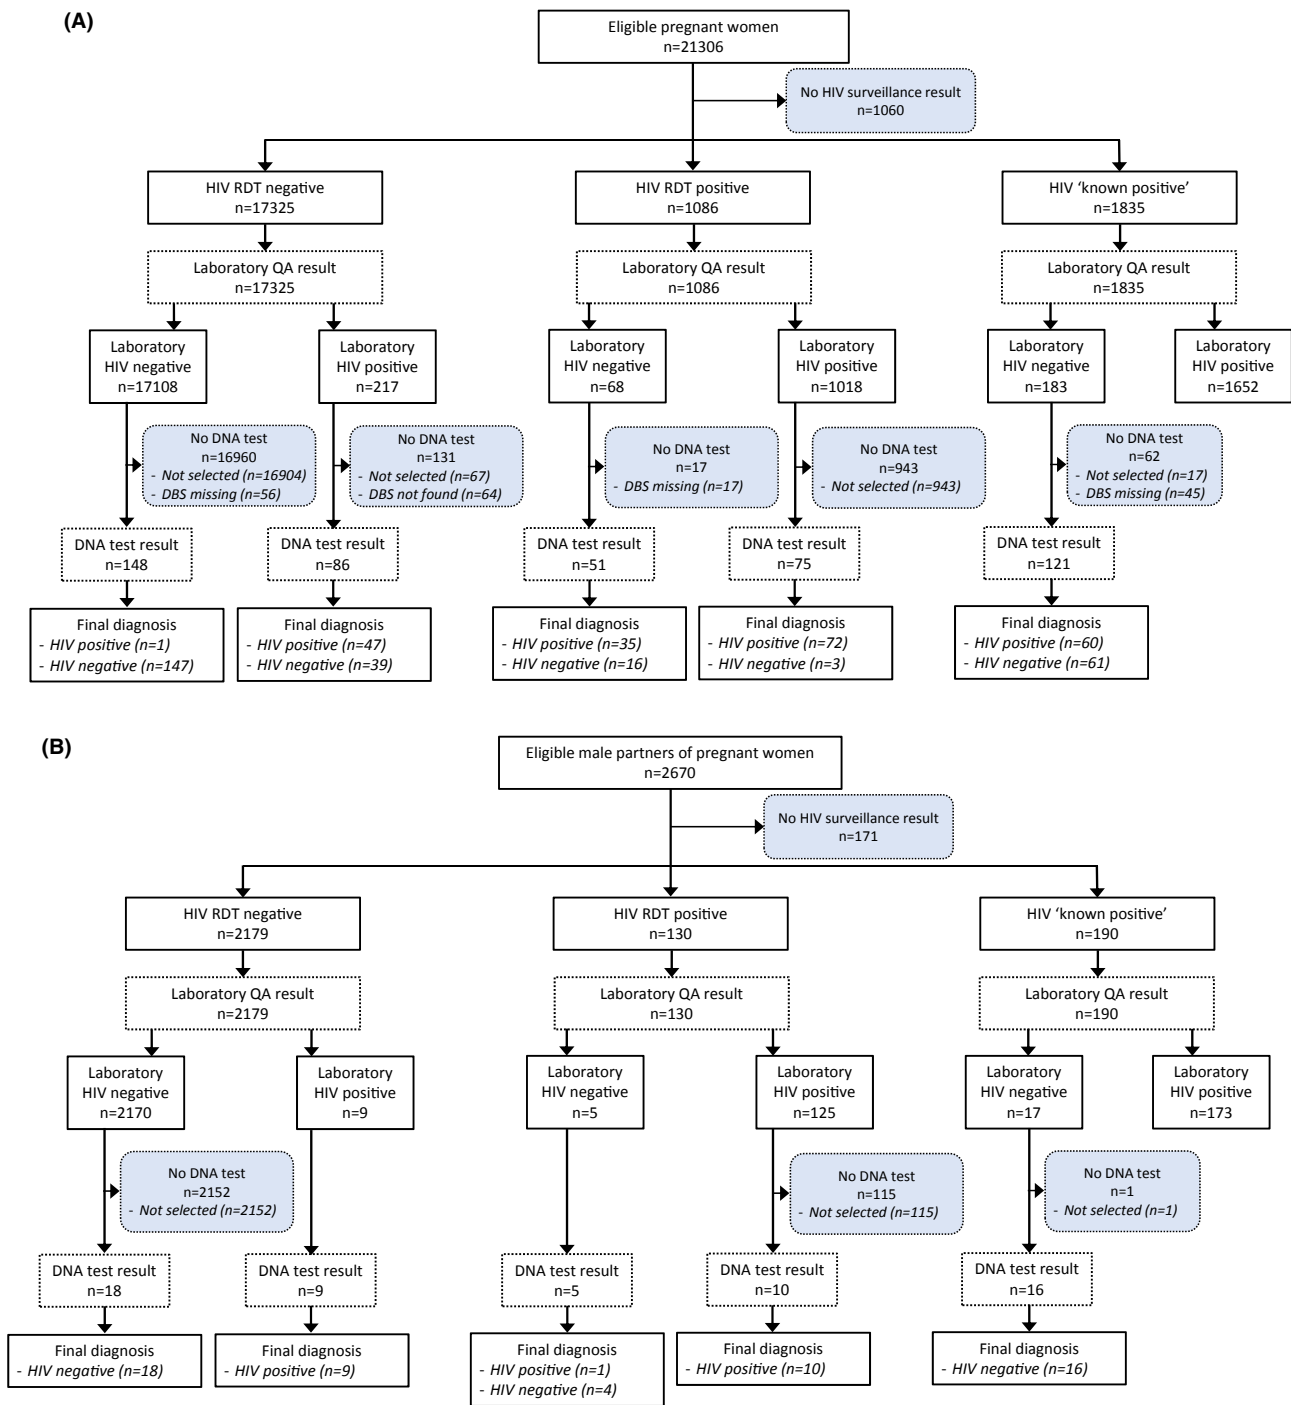 (A)
Eligible pregnant women
n=21306
No HIV surveillance result
n=1060
HIV RDT negative
n=17325
HIV RDT positive
n=1086
HIV ‘known positive’
n=1835
Laboratory QA result
n=17325
Laboratory QA result
n=1086
Laboratory QA result
n=1835
Laboratory
HIV negative
n=17108
Laboratory
HIV positive
n=217
Laboratory
HIV negative
n=68
Laboratory
HIV positive
n=1018
Laboratory
HIV negative
n=183
Laboratory
HIV positive
n=1652
No DNA test
n=16960
- Not selected (n=16904)
- DBS missing (n=56)
No DNA test
n=131
- Not selected (n=67)
- DBS not found (n=64)
No DNA test
n=17
- DBS missing (n=17)
No DNA test
n=943
- Not selected (n=943)
No DNA test
n=62
- Not selected (n=17)
- DBS missing (n=45)
DNA test result
n=148
DNA test result
n=86
DNA test result
n=51
DNA test result
n=75
DNA test result
n=121
Final diagnosis
- HIV positive (n=1)
- HIV negative (n=147)
Final diagnosis
- HIV positive (n=47)
- HIV negative (n=39)
Final diagnosis
- HIV positive (n=35)
- HIV negative (n=16)
Final diagnosis
- HIV positive (n=72)
- HIV negative (n=3)
Final diagnosis
- HIV positive (n=60)
- HIV negative (n=61)
(B)
Eligible male partners of pregnant women
n=2670
No HIV surveillance result
n=171
HIV RDT negative
n=2179
HIV RDT positive
n=130
HIV ‘known positive’
n=190
Laboratory QA result
n=2179
Laboratory QA result
n=130
Laboratory QA result
n=190
Laboratory
HIV negative
n=2170
Laboratory
HIV positive
n=9
Laboratory
HIV negative
n=5
Laboratory
HIV positive
n=125
Laboratory
HIV negative
n=17
Laboratory
HIV positive
n=173
No DNA test
n=2152
- Not selected (n=2152)
No DNA test
n=115
- Not selected (n=115)
No DNA test
n=1
- Not selected (n=1)
DNA test result
n=18
DNA test result
n=9
DNA test result
n=5
DNA test result
n=10
DNA test result
n=16
Final diagnosis
- HIV negative (n=18)
Final diagnosis
- HIV positive (n=9)
Final diagnosis
- HIV positive (n=1)
- HIV negative (n=4)
Final diagnosis
- HIV positive (n=10)
Final diagnosis
- HIV negative (n=16)